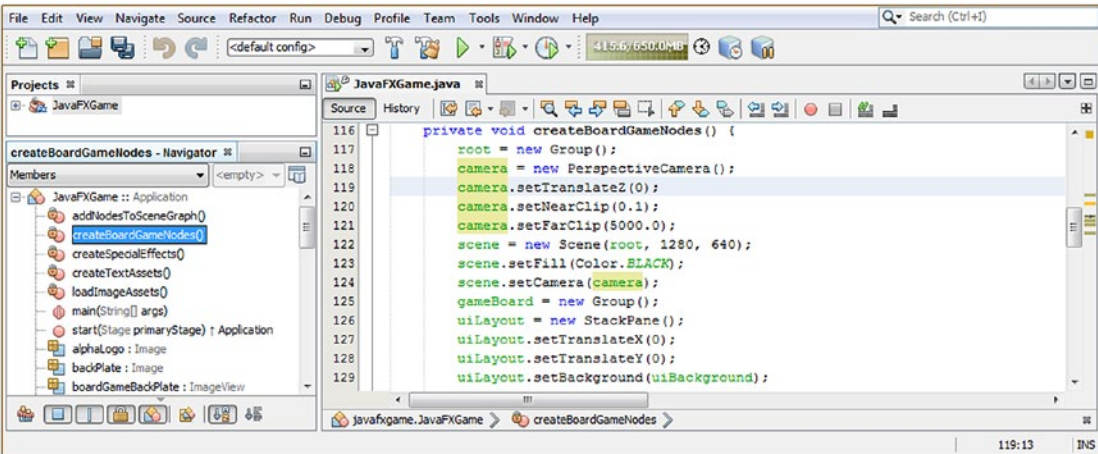 File Edit View Navigate Source Refactor Run Debug Profile Team Tools Window Help
Search (Ctrl+I)
<default config>
415.6/650.0MB
Projects
JavaFXGame
createBoardGameNodes - Navigator
Members
<empty>
JavaFXGame :: Application
addNodesToSceneGraph()
createBoardGameNodes()
createSpecialEffects()
createTextAssets()
loadImageAssets()
main(String[] args)
start(Stage primaryStage) ↑ Application
alphaLogo : Image
backPlate : Image
boardGameBackPlate : ImageView
JavaFXGame.java
Source History
116 private void createBoardGameNodes() {
117 root = new Group();
118 camera = new PerspectiveCamera();
119 camera.setTranslateZ(0);
120 camera.setNearClip(0.1);
121 camera.setFarClip(5000.0);
122 scene = new Scene(root, 1280, 640);
123 scene.setFill(Color.BLACK);
124 scene.setCamera(camera);
125 gameBoard = new Group();
126 uiLayout = new StackPane();
127 uiLayout.setTranslateX(0);
128 uiLayout.setTranslateY(0);
129 uiLayout.setBackground(uiBackground);
javafxgame.JavaFXGame createBoardGameNodes
119:13 INS